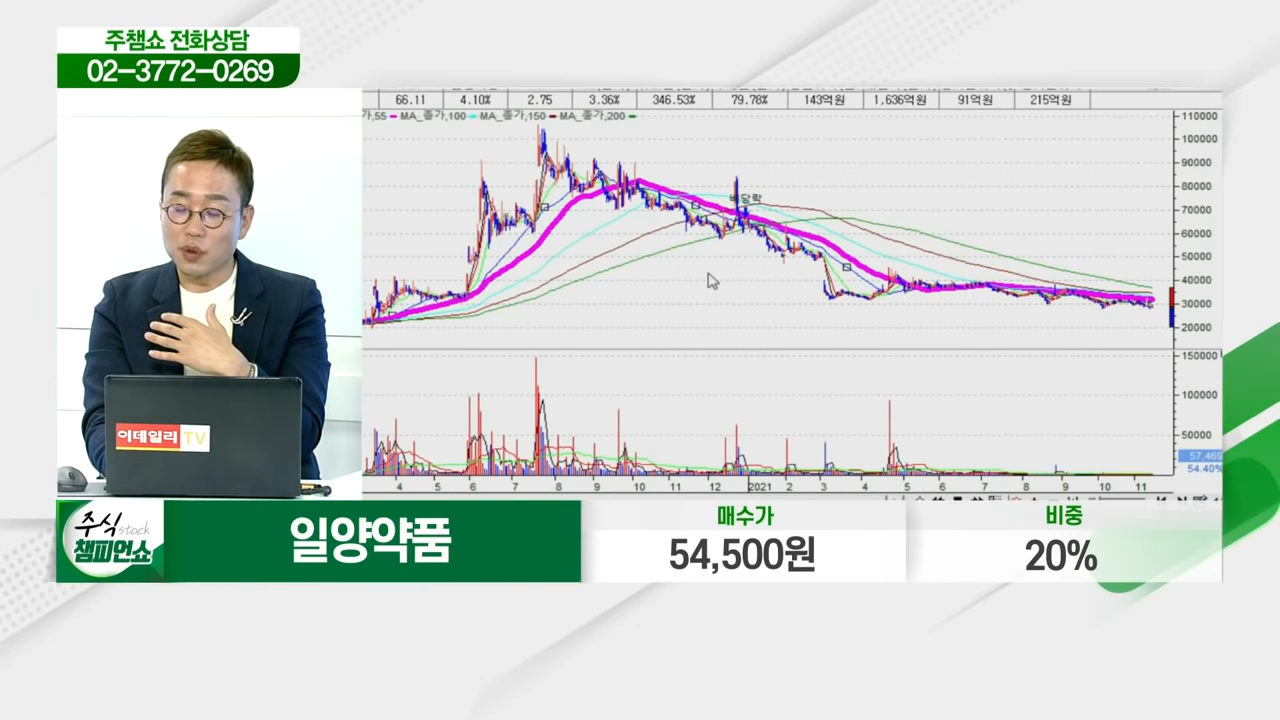 주챔쇼 전화상담
02-3772-0269
66.11 4.10% 2.75 3.36% 346.53% 79.78% 143억원 1,636억원 91억원 215억원
가,55 MA_종가,100 MA_종가,150 MA_종가,200
110000
100000
90000
80000
배당락
70000
60000
50000
40000
30000
20000
150000
100000
50000
57,469
54.40%
4 5 6 7 8 9 10 11 12 2021 2 3 4 5 6 7 8 9 10 11
이데일리 TV
주식 stock
챔피언쇼
일양약품
매수가
54,500원
비중
20%